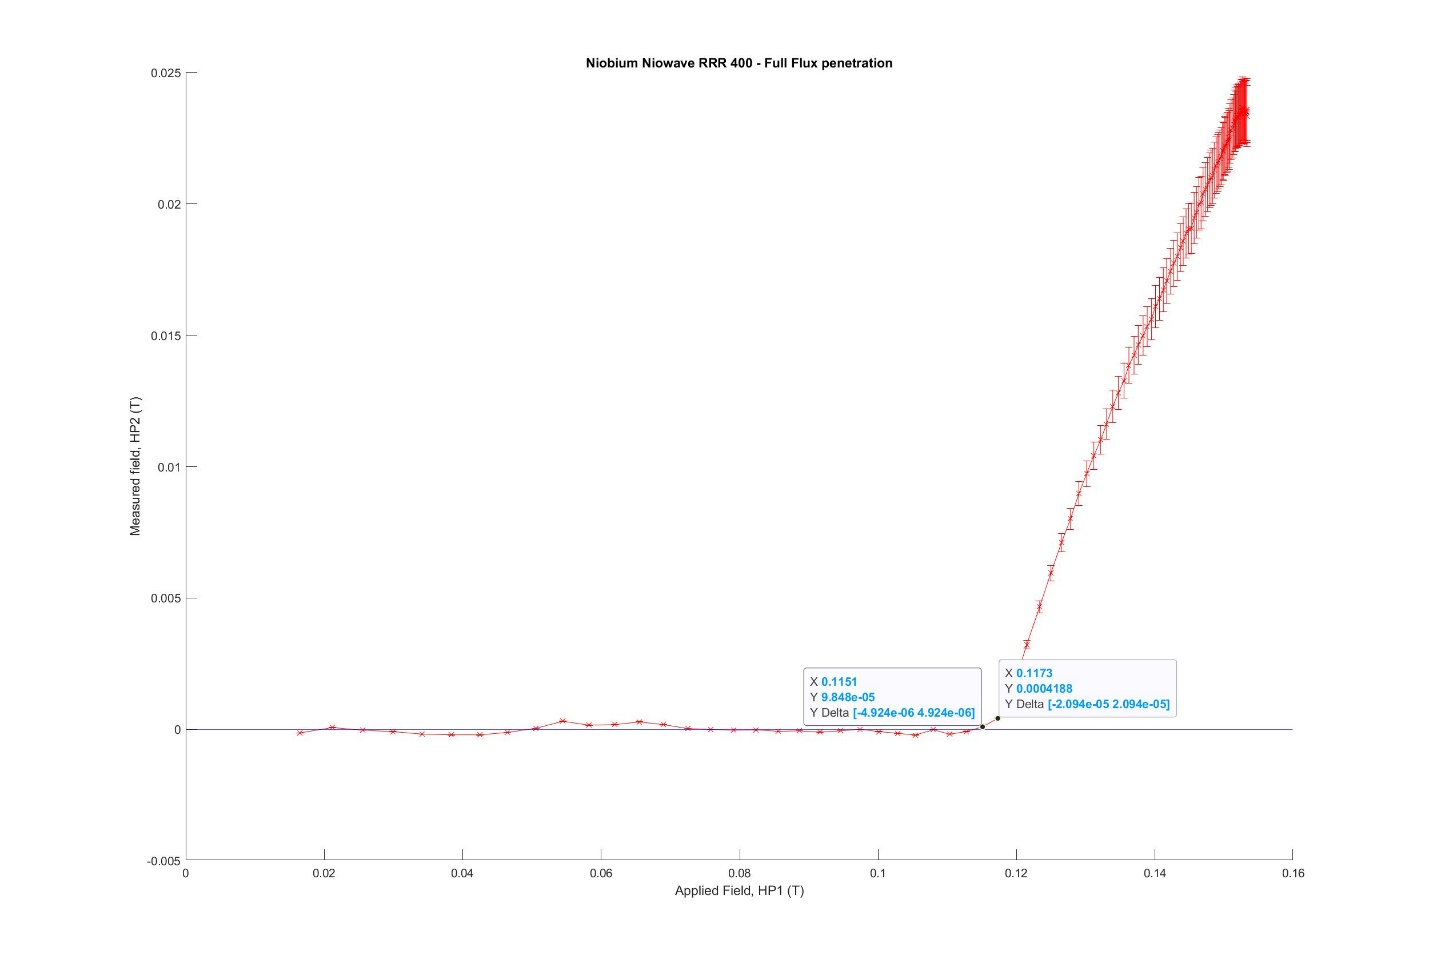 Niobium Niowave RRR 400 - Full Flux penetration
0.025
0.02
0.015
0.01
0.005
0
-0.005
Measured field, HP2 (T)
X 0.1151
Y 9.848e-05
Y Delta [-4.924e-06 4.924e-06]
X 0.1173
Y 0.0004188
Y Delta [-2.094e-05 2.094e-05]
0
0.02
0.04
0.06
0.08
0.1
0.12
0.14
0.16
Applied Field, HP1 (T)